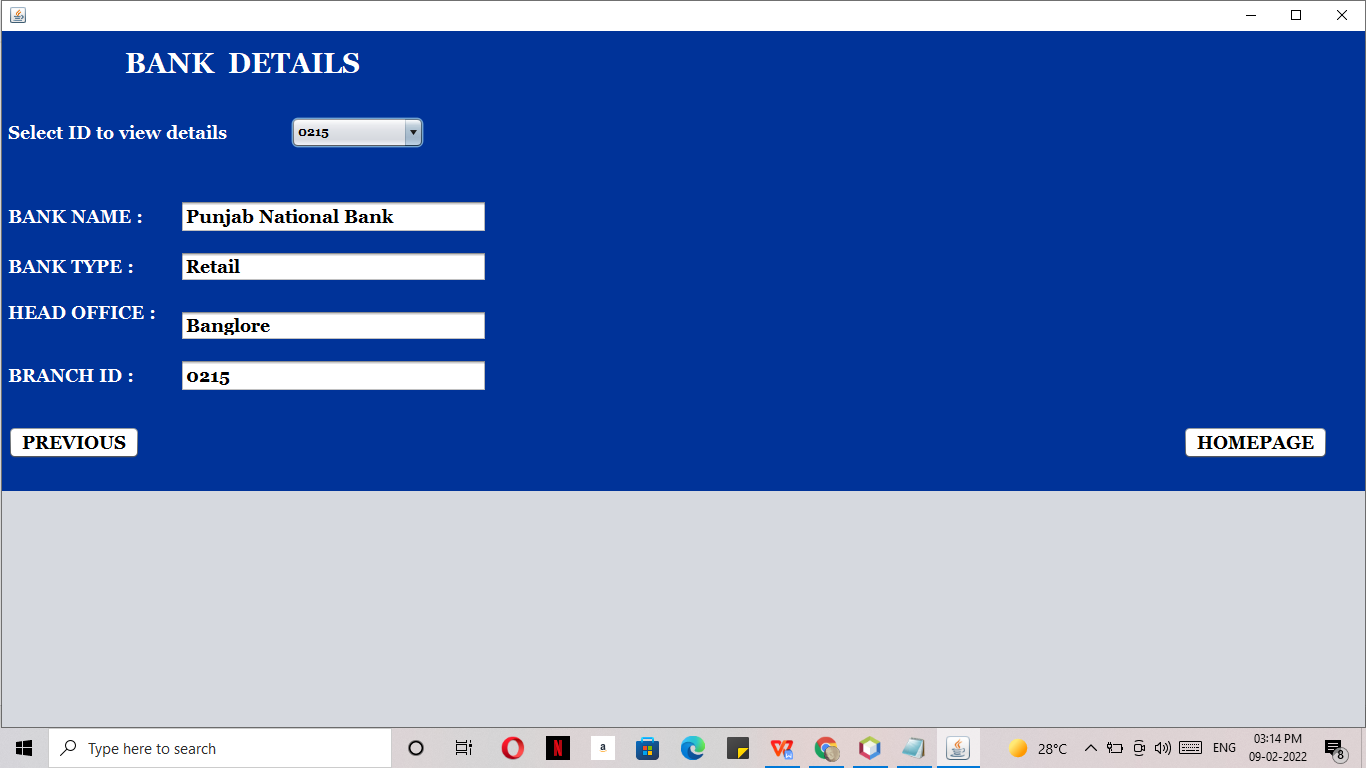 BANK DETAILS
Select ID to view details 0215
BANK NAME : Punjab National Bank
BANK TYPE : Retail
HEAD OFFICE : Banglore
BRANCH ID : 0215
PREVIOUS HOMEPAGE
Type here to search N a W 28°C ENG 03:14 PM
09-02-2022 8